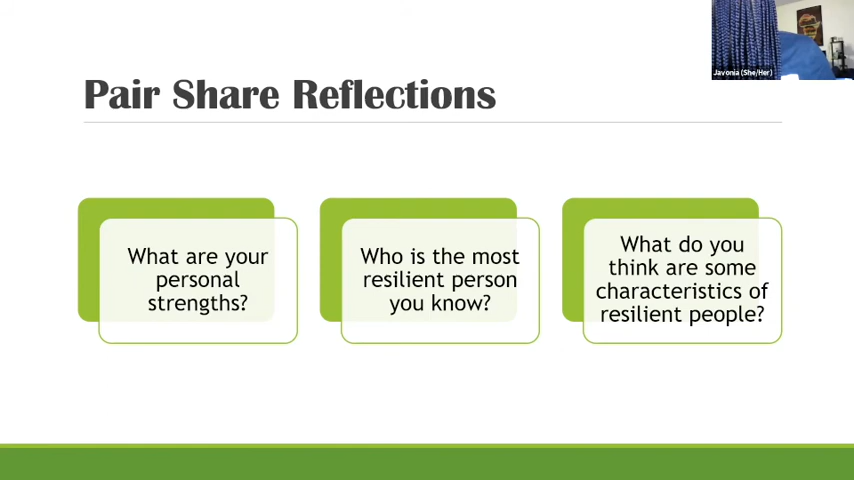 Javonia (She/Her)
Pair Share Reflections
What are your
personal
strengths?
Who is the most
resilient person
you know?
What do you
think are some
characteristics of
resilient people?